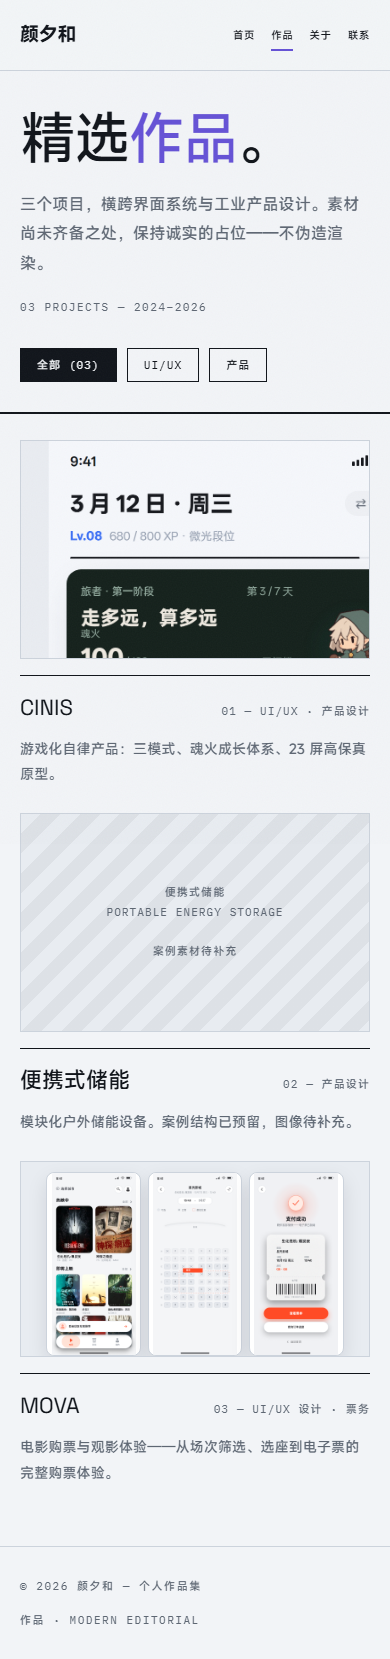 颜夕和
首页 作品 关于 联系
精选作品。
三个项目，横跨界面系统与工业产品设计。素材
尚未齐备之处，保持诚实的占位——不伪造渲
染。
03 PROJECTS — 2024–2026
全部 (03) UI/UX 产品
9:41
3 月 12 日 · 周三
Lv.08 680 / 800 XP · 微光段位
旅者 · 第一阶段 第 3 / 7 天
走多远，算多远
魂火
CINIS
01 — UI/UX · 产品设计
游戏化自律产品：三模式、魂火成长体系、23 屏高保真
原型。
便携式储能
PORTABLE ENERGY STORAGE
案例素材待补充
便携式储能
02 — 产品设计
模块化户外储能设备。案例结构已预留，图像待补充。
支付成功
MOVA
03 — UI/UX 设计 · 票务
电影购票与观影体验——从场次筛选、选座到电子票的
完整购票体验。
© 2026 颜夕和 — 个人作品集
作品 · MODERN EDITORIAL